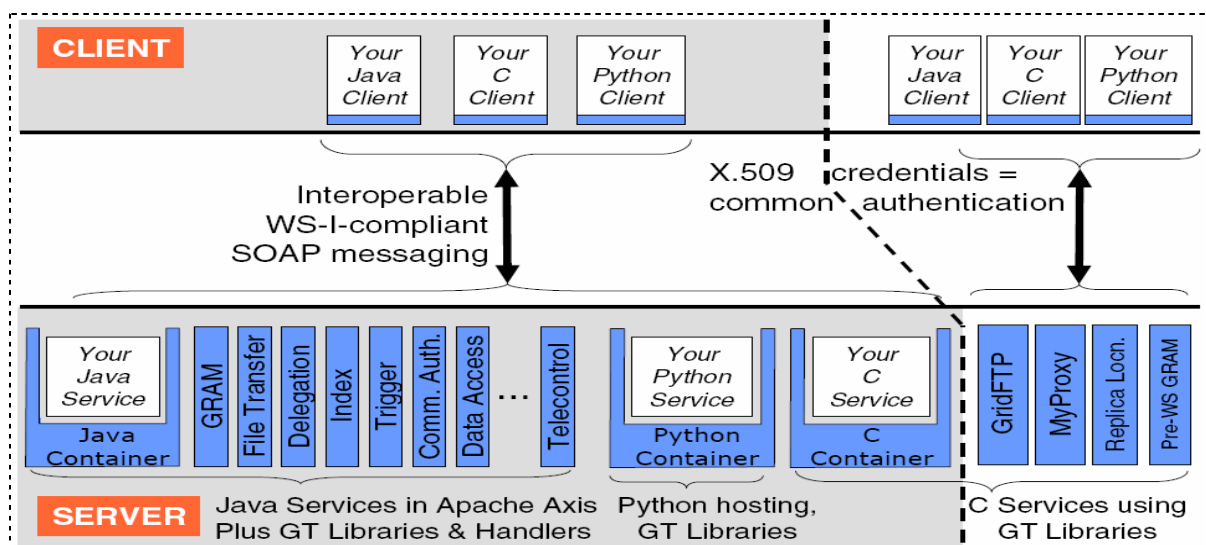 CLIENT
Your
Java
Client
Your
C
Client
Your
Python
Client
Your
Java
Client
Your
C
Client
Your
Python
Client
Interoperable
WS-I-compliant
SOAP messaging
X.509 credentials =
common authentication
Your
Java
Service
Java
Container
GRAM
File Transfer
Delegation
Index
Trigger
Comm. Auth.
Data Access
...
Telecontrol
Your
Python
Service
Python
Container
Your
C
Service
C
Container
GridFTP
MyProxy
Replica Locn.
Pre-WS GRAM
SERVER
Java Services in Apache Axis
Plus GT Libraries & Handlers
Python hosting,
GT Libraries
C Services using
GT Libraries